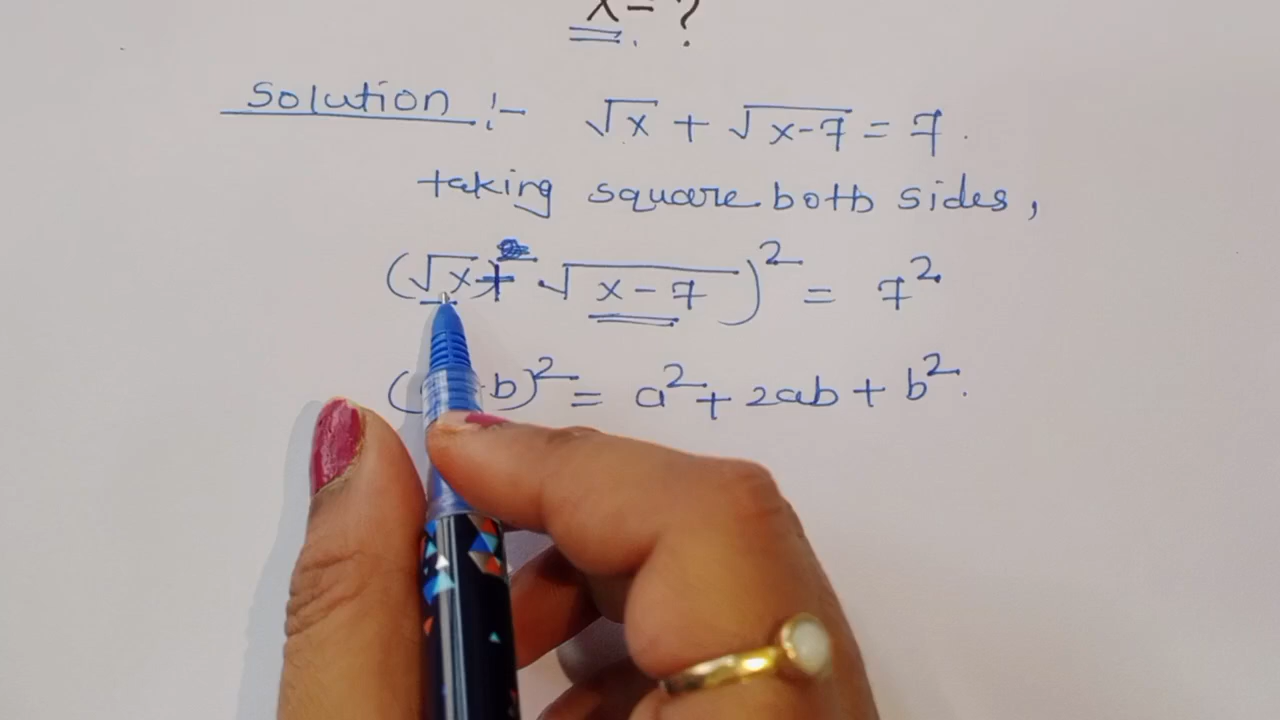 x = ?
Solution :- √x + √x-7 = 7.
taking square both sides,
(√x + √x-7)² = 7²
( b)² = a² + 2ab + b².